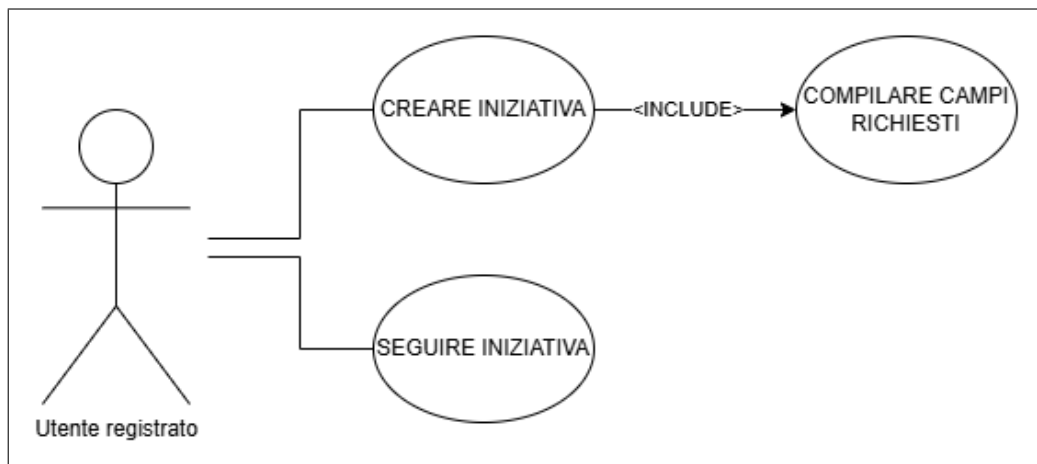 CREARE INIZIATIVA
<INCLUDE>
COMPILARE CAMPI
RICHIESTI
SEGUIRE INIZIATIVA
Utente registrato